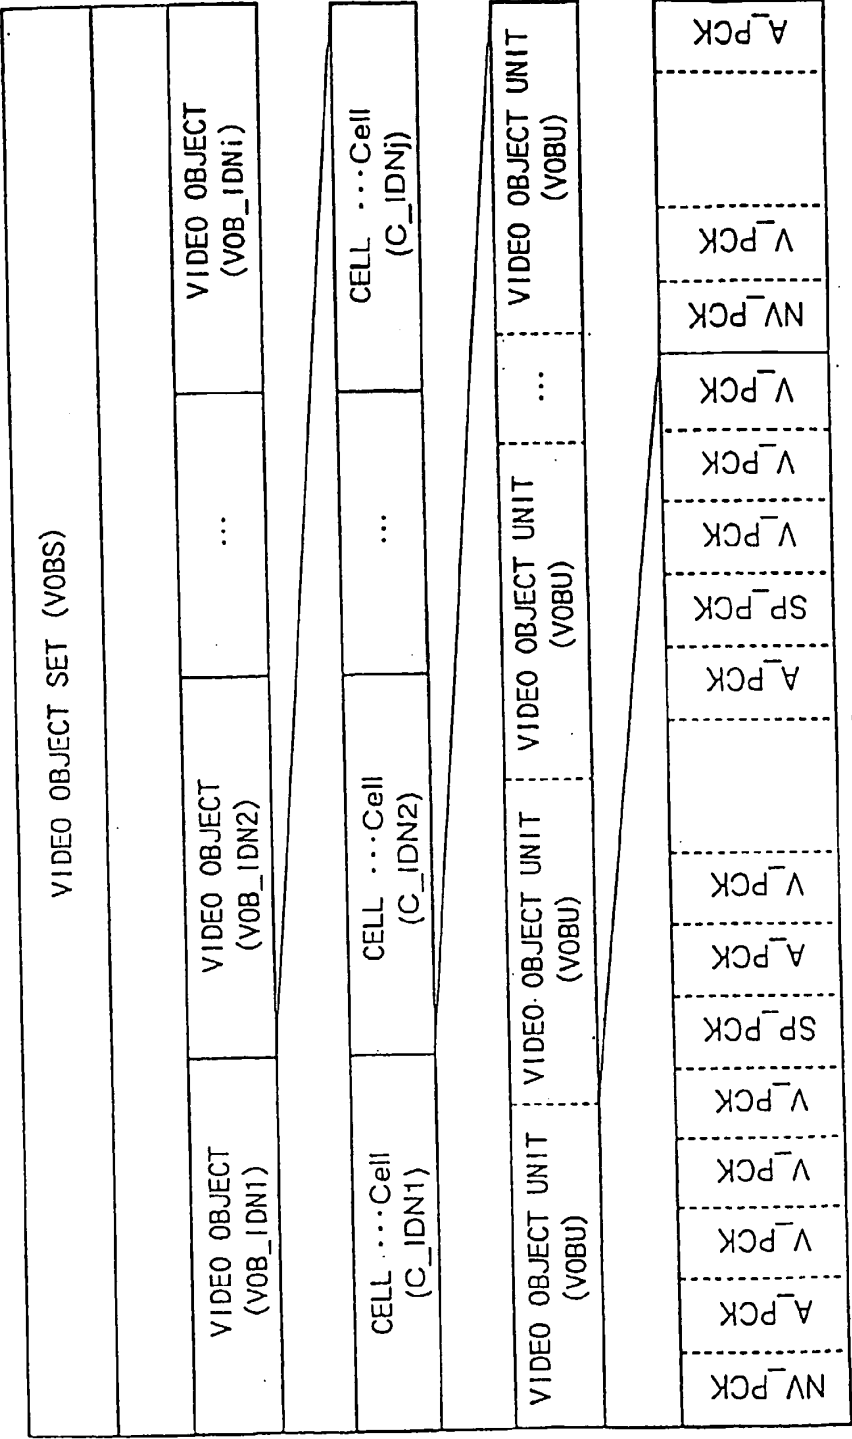 VIDEO OBJECT SET (VOBS)
VIDEO OBJECT
(VOB_IDN1)
VIDEO OBJECT
(VOB_IDN2)
...
VIDEO OBJECT
(VOB_IDNi)
CELL ...Cell
(C_IDN1)
CELL ...Cell
(C_IDN2)
...
CELL ...Cell
(C_IDNj)
VIDEO OBJECT UNIT
(VOBU)
VIDEO OBJECT UNIT
(VOBU)
VIDEO OBJECT UNIT
(VOBU)
...
VIDEO OBJECT UNIT
(VOBU)
NV_PCK
A_PCK
V_PCK
V_PCK
V_PCK
SP_PCK
A_PCK
V_PCK
A_PCK
SP_PCK
V_PCK
V_PCK
V_PCK
NV_PCK
V_PCK
A_PCK